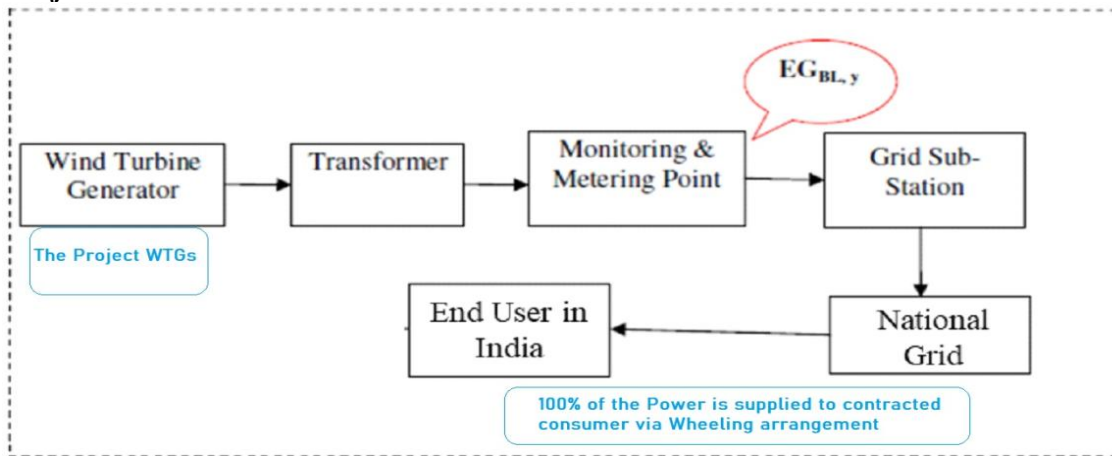 EG_BL, y
Wind Turbine
Generator
Transformer
Monitoring &
Metering Point
Grid Sub-
Station
The Project WTGs
End User in
India
National
Grid
100% of the Power is supplied to contracted
consumer via Wheeling arrangement